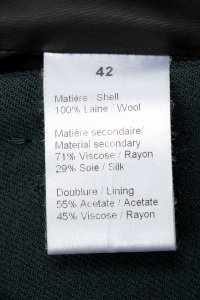 42
Matière / Shell
100% Laine / Wool
Matière secondaire/
Material secondary
71% Viscose / Rayon
29% Soie / Silk
Doublure / Lining
55% Acetate / Acetate
45% Viscose / Rayon